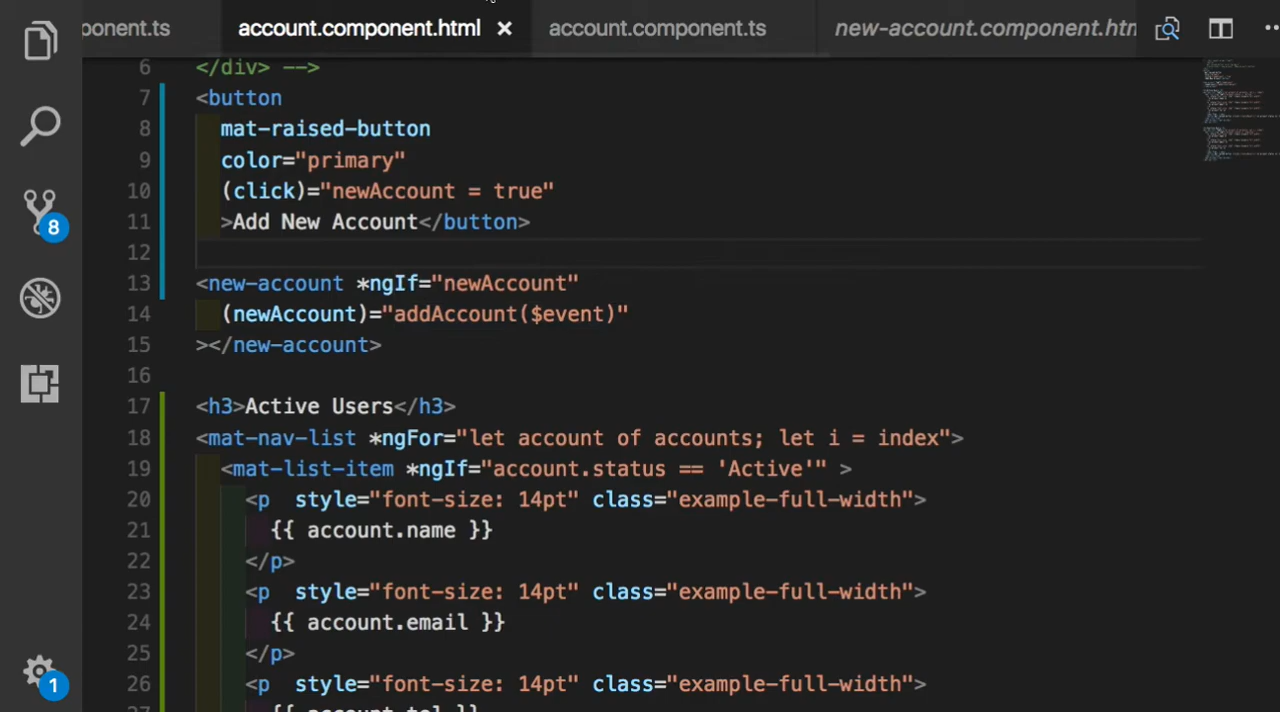 ponent.ts
account.component.html ×
account.component.ts
new-account.component.htm
6 </div> -->
7 <button
8 mat-raised-button
9 color="primary"
10 (click)="newAccount = true"
11 >Add New Account</button>
12
13 <new-account *ngIf="newAccount"
14 (newAccount)="addAccount($event)"
15 ></new-account>
16
17 <h3>Active Users</h3>
18 <mat-nav-list *ngFor="let account of accounts; let i = index">
19 <mat-list-item *ngIf="account.status == 'Active'" >
20 <p  style="font-size: 14pt" class="example-full-width">
21 {{ account.name }}
22 </p>
23 <p  style="font-size: 14pt" class="example-full-width">
24 {{ account.email }}
25 </p>
26 <p  style="font-size: 14pt" class="example-full-width">
27 {{ account.tel }}
8
1